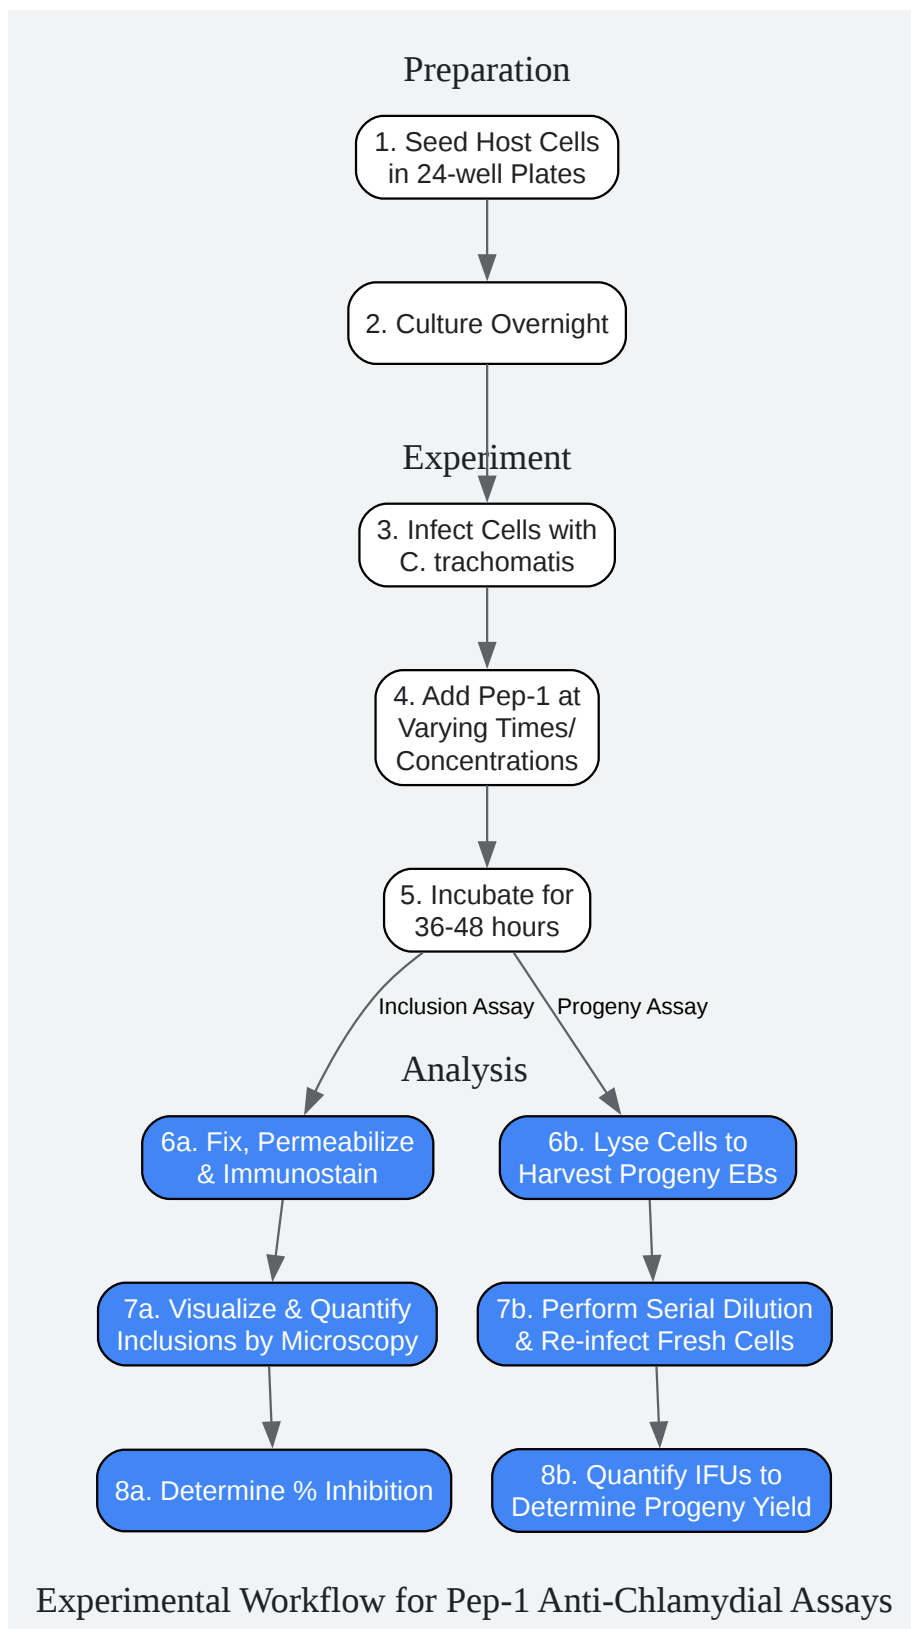 Preparation
1. Seed Host Cells
in 24-well Plates
2. Culture Overnight
Experiment
3. Infect Cells with
C. trachomatis
4. Add Pep-1 at
Varying Times/
Concentrations
5. Incubate for
36-48 hours
Inclusion Assay
Progeny Assay
Analysis
6a. Fix, Permeabilize
& Immunostain
6b. Lyse Cells to
Harvest Progeny EBs
7a. Visualize & Quantify
Inclusions by Microscopy
7b. Perform Serial Dilution
& Re-infect Fresh Cells
8a. Determine % Inhibition
8b. Quantify IFUs to
Determine Progeny Yield
Experimental Workflow for Pep-1 Anti-Chlamydial Assays